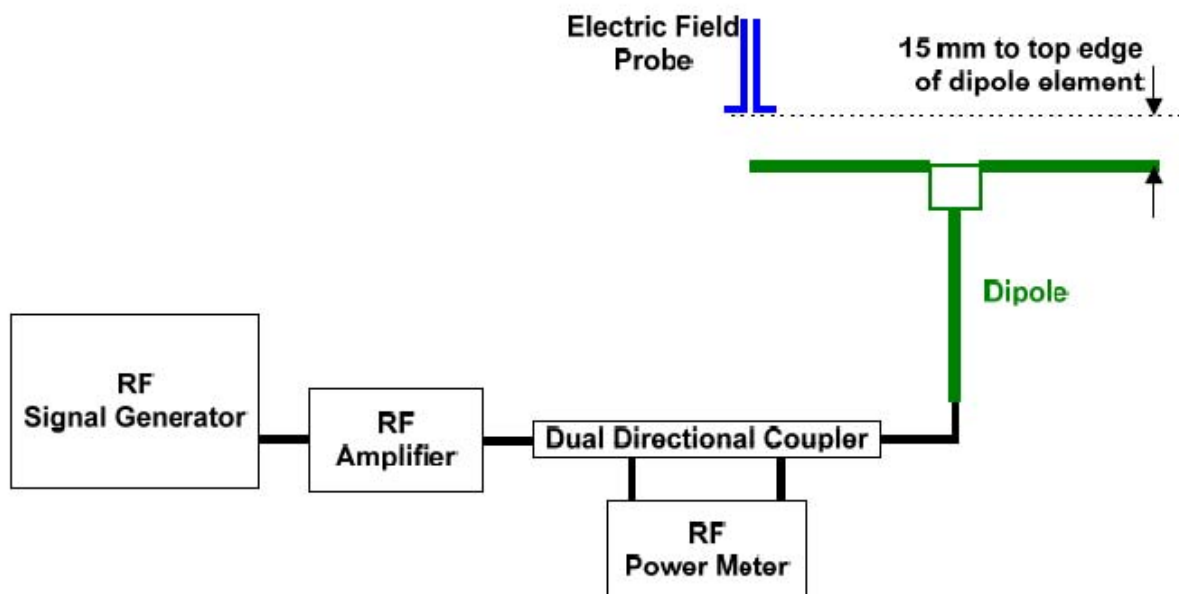 Electric Field
Probe
15 mm to top edge
of dipole element
Dipole
RF
Signal Generator
RF
Amplifier
Dual Directional Coupler
RF
Power Meter